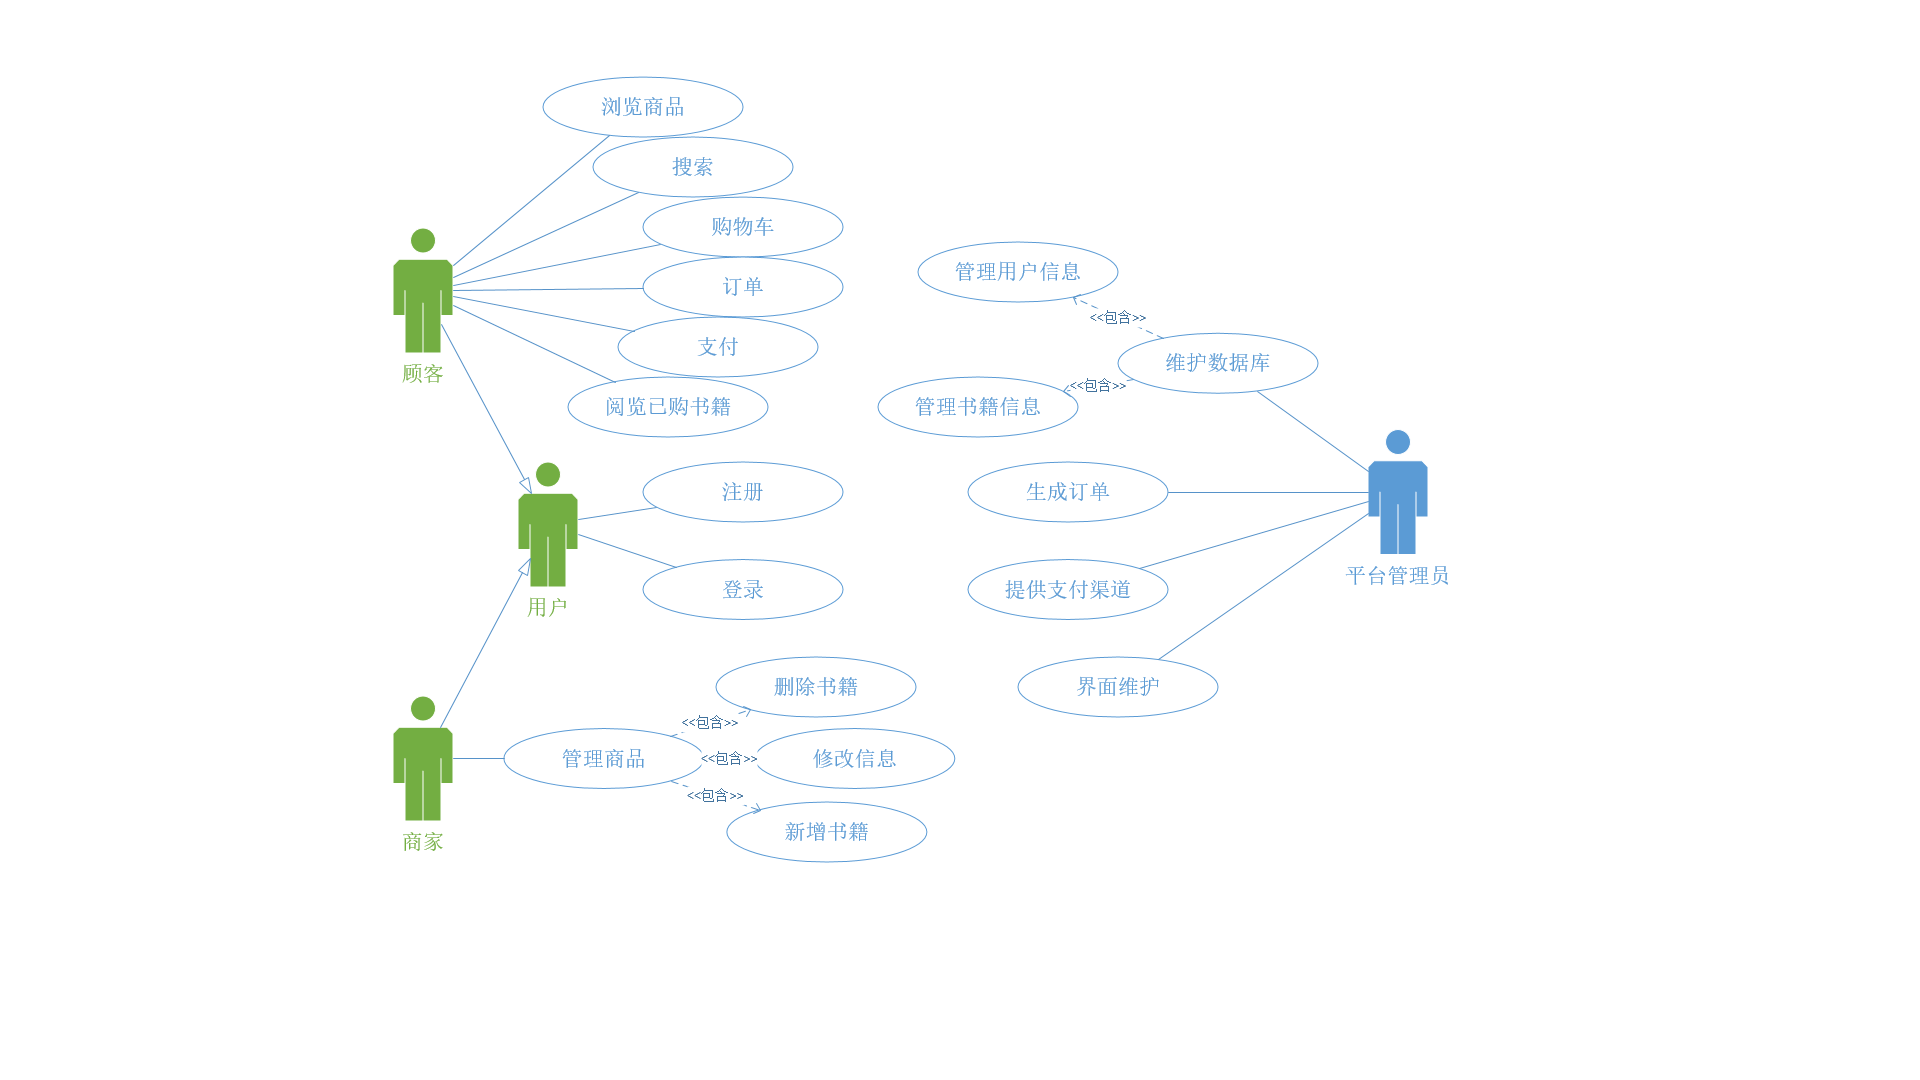 浏览商品
搜索
购物车
订单
支付
阅览已购书籍
顾客
管理用户信息
<<包含>>
维护数据库
<<包含>>
管理书籍信息
注册
登录
用户
生成订单
提供支付渠道
界面维护
平台管理员
删除书籍
<<包含>>
管理商品
<<包含>>
修改信息
<<包含>>
新增书籍
商家